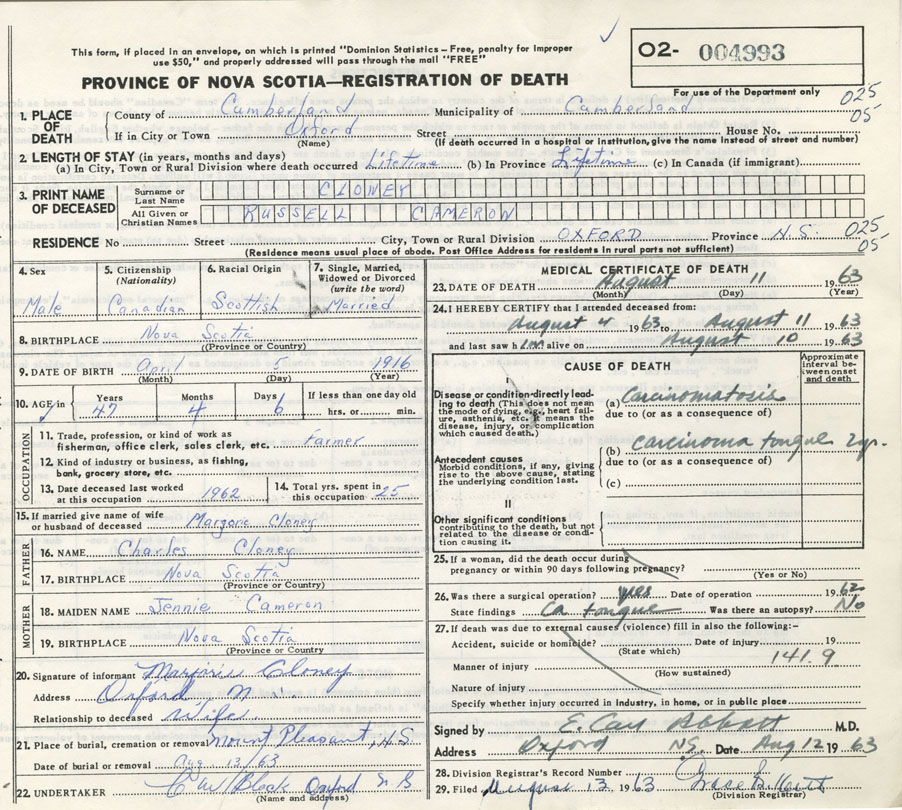 This form, if placed in an envelope, on which is printed "Dominion Statistics – Free, penalty for improper
use $50," and properly addressed will pass through the mail "FREE"
O2- 004993
PROVINCE OF NOVA SCOTIA—REGISTRATION OF DEATH
For use of the Department only
025
05
1. PLACE OF DEATH
County of Cumberland Municipality of Cumberland
If in City or Town Oxford Street House No.
(Name) (If death occurred in a hospital or institution, give the name instead of street and number)
2. LENGTH OF STAY (in years, months and days)
(a) In City, Town or Rural Division where death occurred Lifetime (b) In Province Lifetime (c) In Canada (if immigrant)
3. PRINT NAME OF DECEASED
Surname or Last Name CLONEY
All Given or Christian Names RUSSELL CAMERON
025
05
RESIDENCE No Street City, Town or Rural Division OXFORD Province N.S.
(Residence means usual place of abode. Post Office Address for residents in rural parts not sufficient)
4. Sex
Male
5. Citizenship
(Nationality)
Canadian
6. Racial Origin
Scottish
7. Single, Married, Widowed or Divorced
(write the word)
Married
8. BIRTHPLACE Nova Scotia
(Province or Country)
9. DATE OF BIRTH April 5 1916
(Month) (Day) (Year)
10. AGE in Years Months Days If less than one day old
47 4 6 hrs. or min.
OCCUPATION
11. Trade, profession, or kind of work as
fisherman, office clerk, sales clerk, etc. Farmer
12. Kind of industry or business, as fishing,
bank, grocery store, etc.
13. Date deceased last worked
at this occupation 1962
14. Total yrs. spent in
this occupation 25
15. If married give name of wife
or husband of deceased Cloney
FATHER
16. NAME Charles Cloney
17. BIRTHPLACE Nova Scotia
(Province or Country)
MOTHER
18. MAIDEN NAME Jennie Cameron
19. BIRTHPLACE Nova Scotia
(Province or Country)
20. Signature of informant Marjorie Cloney
Address Oxford N
Relationship to deceased Wife
21. Place of burial, cremation or removal Mount Pleasant, N.S.
Date of burial or removal Aug 13/63
22. UNDERTAKER Black Oxford N S
(Name and address)
MEDICAL CERTIFICATE OF DEATH
23. DATE OF DEATH August 11 1963
(Month) (Day) (Year)
24. I HEREBY CERTIFY that I attended deceased from:
August 4 1963 to August 11 1963
and last saw him alive on August 10 1963
CAUSE OF DEATH
Approximate interval between onset and death
Disease or condition directly leading
to death (This does not mean
the mode of dying, e.g., heart failure,
asthenia, etc. It means the
disease, injury, or complication
which caused death.)
(a) Carcinomatosis
due to (or as a consequence of)
Antecedent causes
Morbid conditions, if any, giving
rise to the above cause, stating
the underlying condition last.
(b) Carcinoma tongue 2 yr.
due to (or as a consequence of)
(c)
II
Other significant conditions
contributing to the death, but not
related to the disease or condition
causing it.
25. If a woman, did the death occur during
pregnancy or within 90 days following pregnancy?
(Yes or No)
26. Was there a surgical operation? yes Date of operation 1962
State findings Ca tongue Was there an autopsy? No
27. If death was due to external causes (violence) fill in also the following:-
Accident, suicide or homicide? Date of injury 19
(State which)
141.9
Manner of injury
(How sustained)
Nature of injury
Specify whether injury occurred in industry, in home, or in public place
Signed by E. Carl Abbott M.D.
Address Oxford NS. Date Aug 12 1963
28. Division Registrar's Record Number
29. Filed August 13 1963
(Division Registrar)